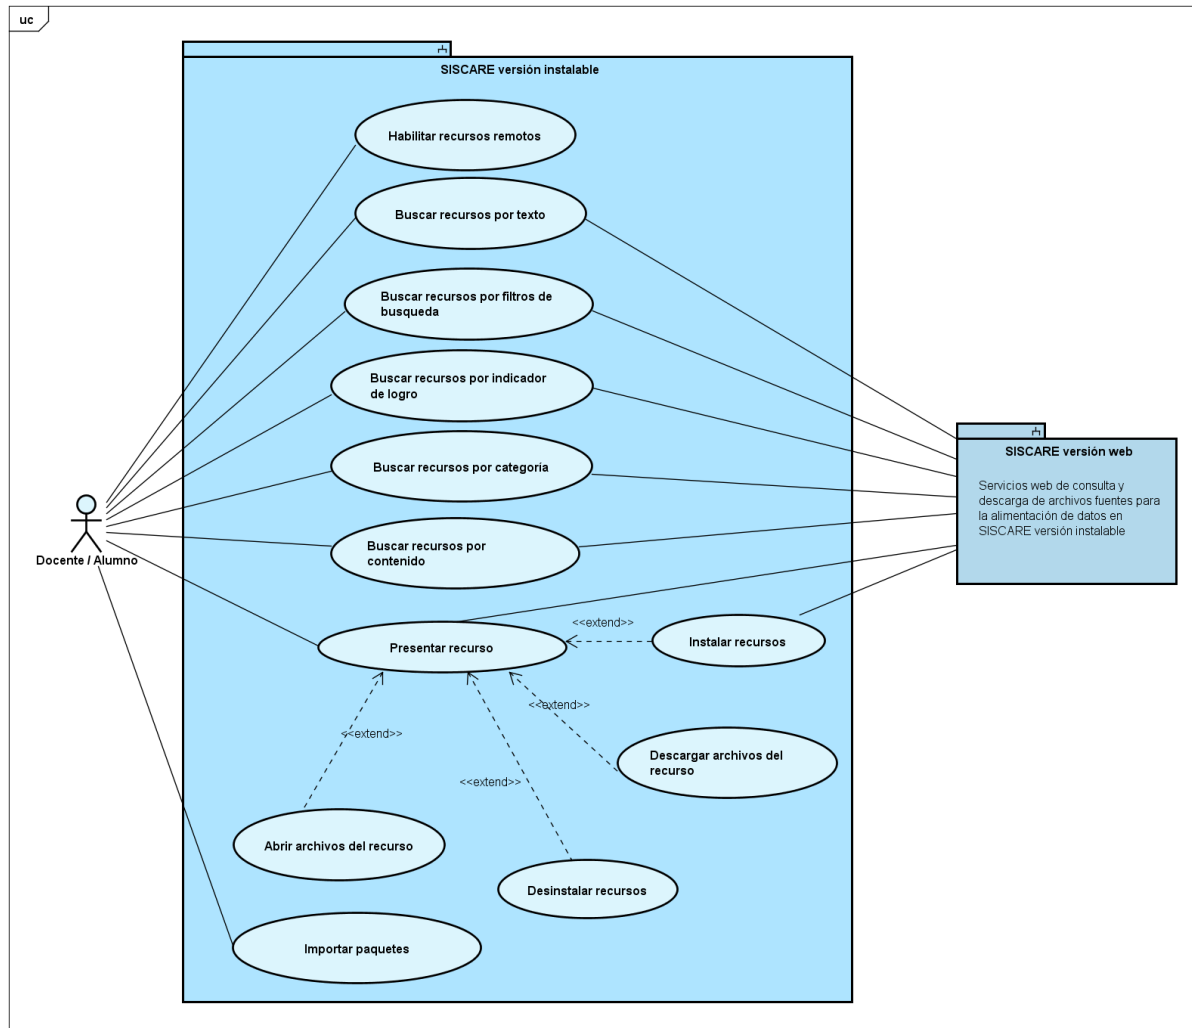 uc
SISCARE versión instalable
Habilitar recursos remotos
Buscar recursos por texto
Buscar recursos por filtros de
busqueda
Buscar recursos por indicador
de logro
Buscar recursos por categoría
Buscar recursos por
contenido
Docente / Alumno
SISCARE versión web
Servicios web de consulta y
descarga de archivos fuentes para
la alimentación de datos en
SISCARE versión instalable
Presentar recurso
<<extend>>
Instalar recursos
<<extend>>
<<extend>>
<<extend>>
Descargar archivos del
recurso
Abrir archivos del recurso
Desinstalar recursos
Importar paquetes